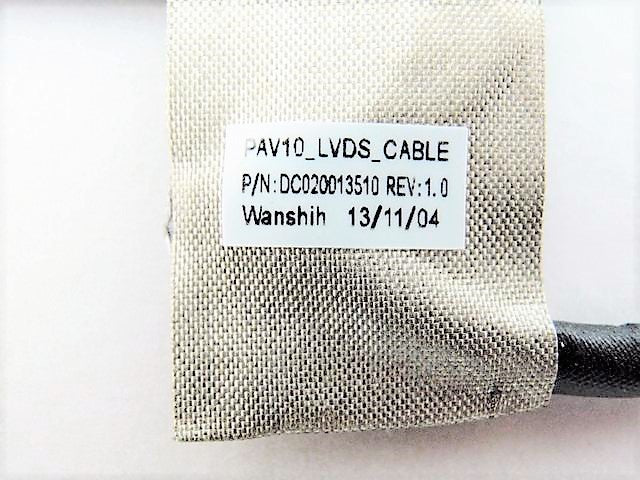 PAV10_LVDS_CABLE
P/N:DC020013510 REV:1.0
Wanshih 13/11/04